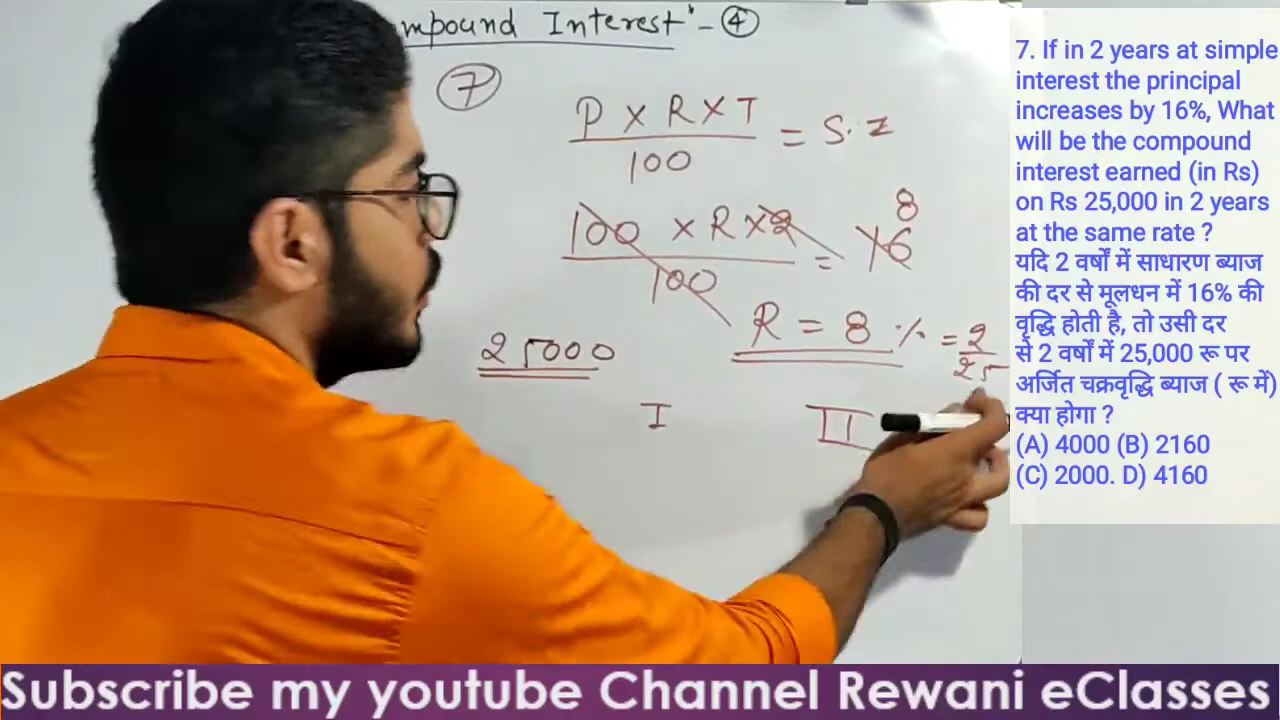 mpound Interest" - ④
⑦
P X R X T
100
= S.I
100 X R X 2
100
= 16
8
R = 8 % = 2
25
25000
I
II
7. If in 2 years at simple
interest the principal
increases by 16%, What
will be the compound
interest earned (in Rs)
on Rs 25,000 in 2 years
at the same rate ?
यदि 2 वर्षों में साधारण ब्याज
की दर से मूलधन में 16% की
वृद्धि होती है, तो उसी दर
से 2 वर्षों में 25,000 रू पर
अर्जित चक्रवृद्धि ब्याज ( रू में)
क्या होगा ?
(A) 4000 (B) 2160
(C) 2000. D) 4160
Subscribe my youtube Channel Rewani eClasses